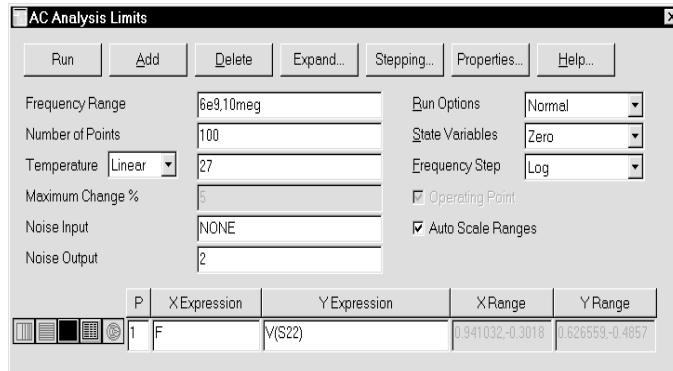 AC Analysis Limits
Run Add Delete Expand... Stepping... Properties... Help...
Frequency Range 6e9,10meg Run Options Normal
Number of Points 100 State Variables Zero
Temperature Linear 27 Frequency Step Log
Maximum Change % 5 Operating Point
Noise Input NONE Auto Scale Ranges
Noise Output 2
P X Expression Y Expression X Range Y Range
1 F V(S22) 0.941032,-0.3018 0.626559,-0.4857